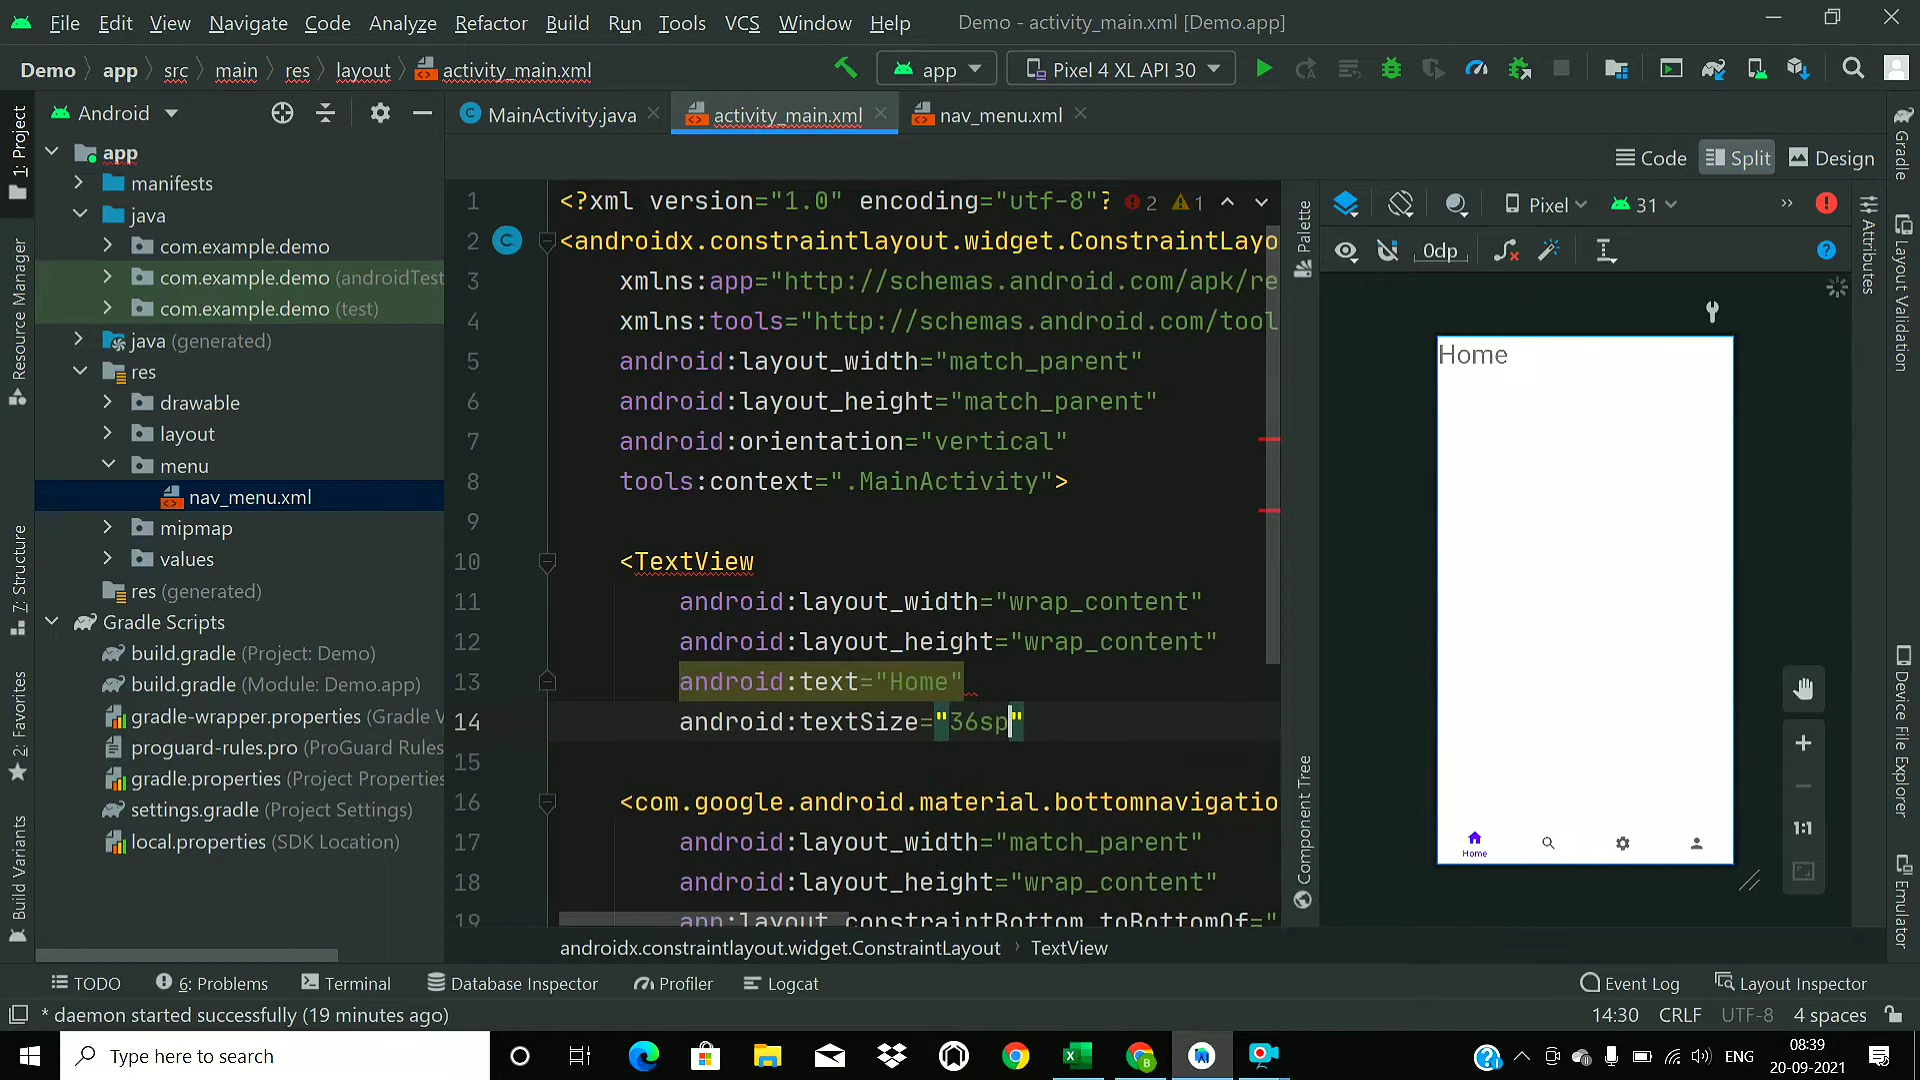 File Edit View Navigate Code Analyze Refactor Build Run Tools VCS Window Help Demo - activity_main.xml [Demo.app]
Demo app src main res layout activity_main.xml app Pixel 4 XL API 30
1: Project
Resource Manager
7: Structure
2: Favorites
Build Variants
Android
app
manifests
java
com.example.demo
com.example.demo (androidTest
com.example.demo (test)
java (generated)
res
drawable
layout
menu
nav_menu.xml
mipmap
values
res (generated)
Gradle Scripts
build.gradle (Project: Demo)
build.gradle (Module: Demo.app)
gradle-wrapper.properties (Gradle V
proguard-rules.pro (ProGuard Rules
gradle.properties (Project Properties
settings.gradle (Project Settings)
local.properties (SDK Location)
MainActivity.java activity_main.xml nav_menu.xml
Code Split Design
1 <?xml version="1.0" encoding="utf-8"? 2 1
2 <androidx.constraintlayout.widget.ConstraintLayo
3 xmlns:app="http://schemas.android.com/apk/re
4 xmlns:tools="http://schemas.android.com/tool
5 android:layout_width="match_parent"
6 android:layout_height="match_parent"
7 android:orientation="vertical"
8 tools:context=".MainActivity">
9
10 <TextView
11 android:layout_width="wrap_content"
12 android:layout_height="wrap_content"
13 android:text="Home"
14 android:textSize="36sp"
15
16 <com.google.android.material.bottomnavigatio
17 android:layout_width="match_parent"
18 android:layout_height="wrap_content"
19 app:layout_constraintBottom_toBottomOf="
androidx.constraintlayout.widget.ConstraintLayout TextView
Palette
Component Tree
Pixel 31
0dp
Home
Home
1:1
Attributes
Gradle
Layout Validation
Device File Explorer
Emulator
TODO 6: Problems Terminal Database Inspector Profiler Logcat Event Log Layout Inspector
* daemon started successfully (19 minutes ago) 14:30 CRLF UTF-8 4 spaces
Type here to search
ENG
08:39
20-09-2021